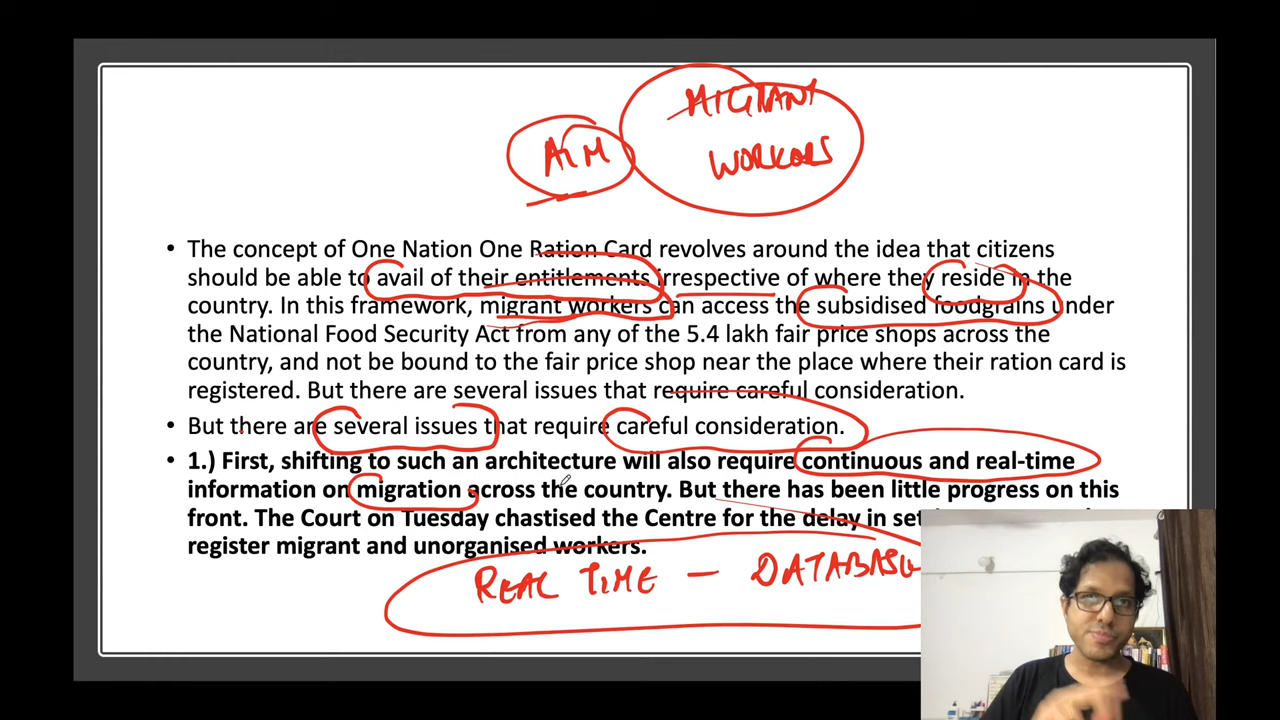 MIGRANT
AIM
WORKORS
• The concept of One Nation One Ration Card revolves around the idea that citizens
should be able to avail of their entitlements irrespective of where they reside in the
country. In this framework, migrant workers can access the subsidised foodgrains under
the National Food Security Act from any of the 5.4 lakh fair price shops across the
country, and not be bound to the fair price shop near the place where their ration card is
registered. But there are several issues that require careful consideration.
• But there are several issues that require careful consideration.
• 1.) First, shifting to such an architecture will also require continuous and real-time
information on migration across the country. But there has been little progress on this
front. The Court on Tuesday chastised the Centre for the delay in
register migrant and unorganised workers.
REAL TIME — DATABASE